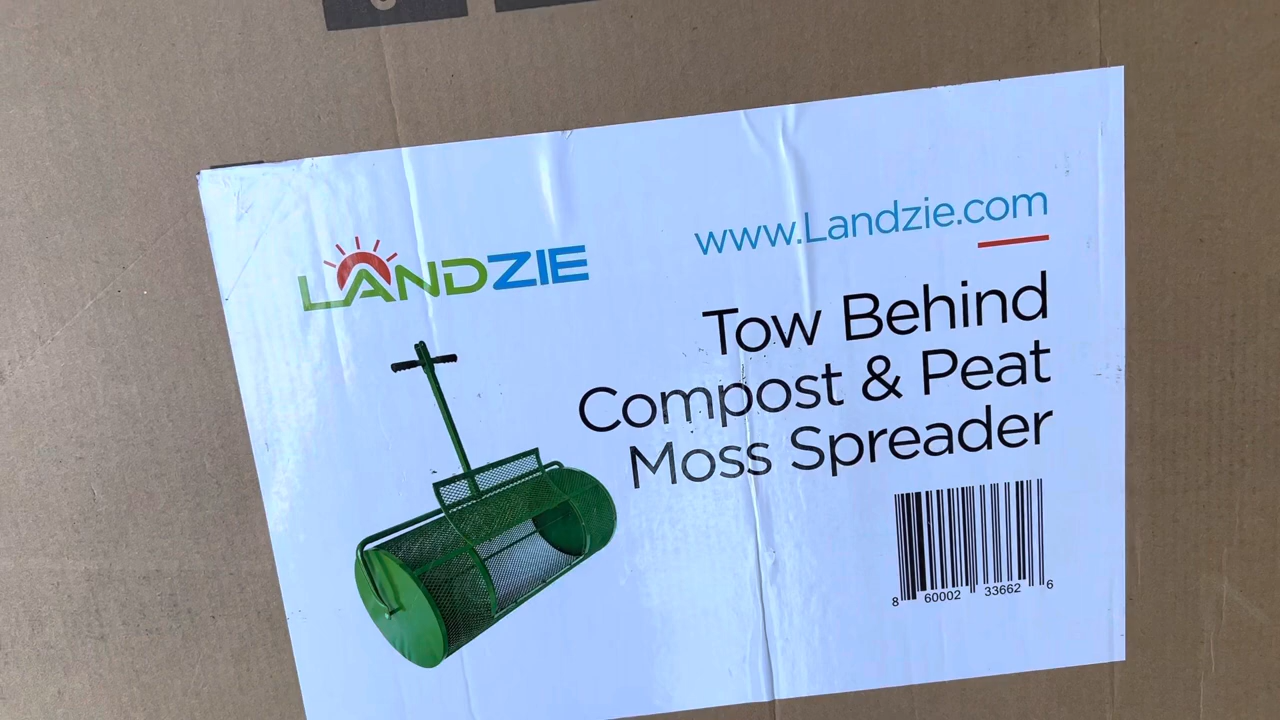 LANDZIE
www.Landzie.com
Tow Behind
Compost & Peat
Moss Spreader
8 60002 33662 6